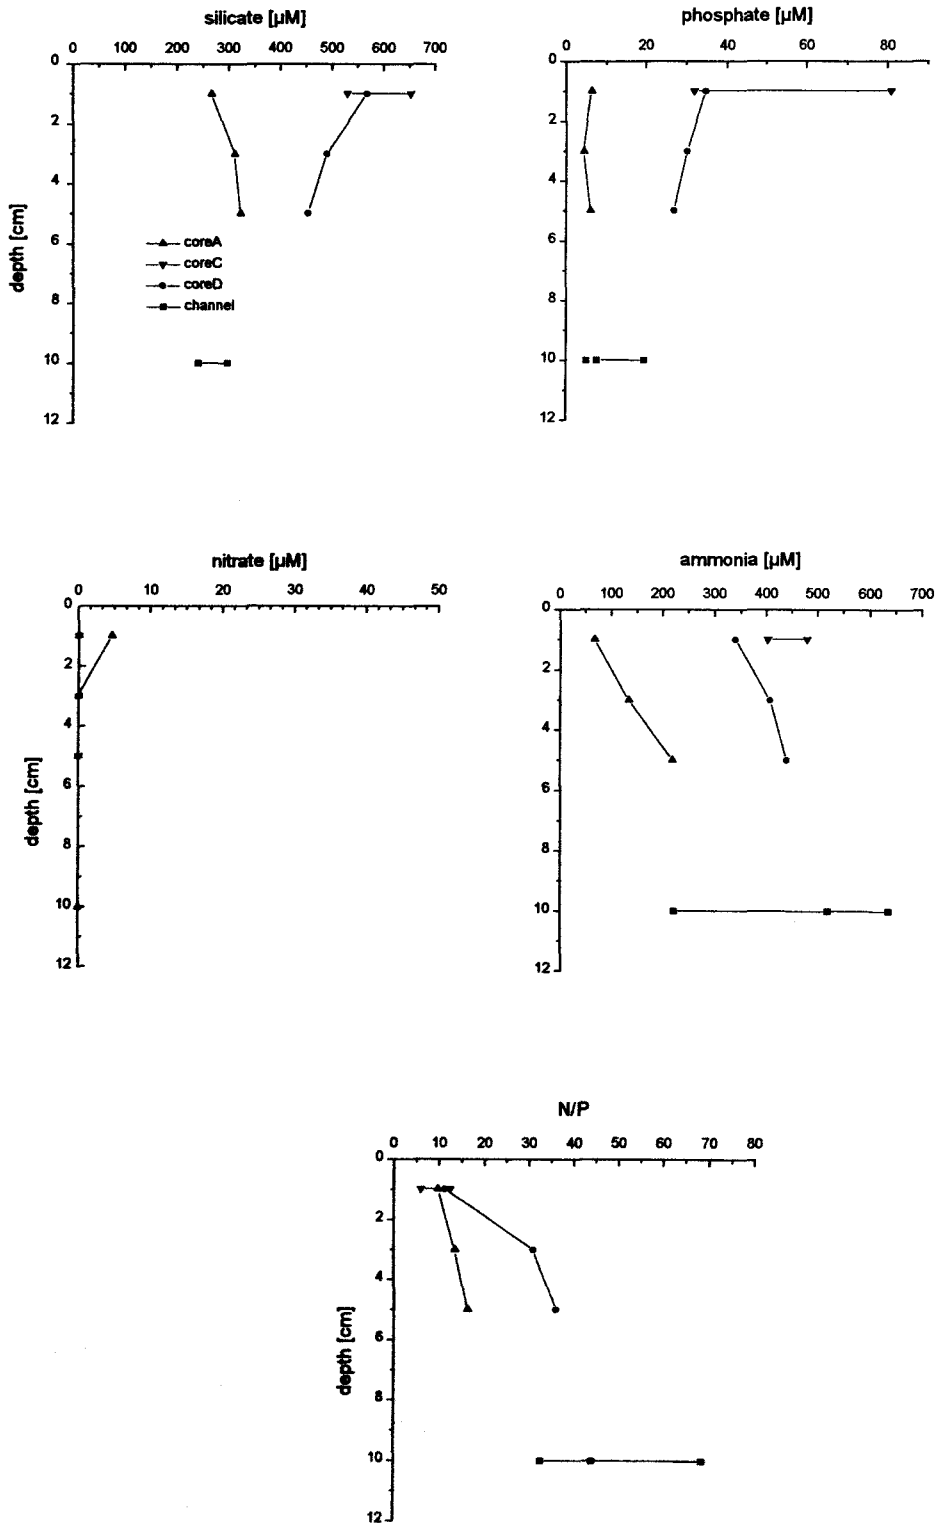 silicate [µM]
0 100 200 300 400 500 600 700
0
2
4
6
8
10
12
depth [cm]
coreA
coreC
coreD
channel
phosphate [µM]
0 20 40 60 80
0
2
4
6
8
10
12
nitrate [µM]
0 10 20 30 40 50
0
2
4
6
8
10
12
depth [cm]
ammonia [µM]
0 100 200 300 400 500 600 700
0
2
4
6
8
10
12
N/P
0 10 20 30 40 50 60 70 80
0
2
4
6
8
10
12
depth [cm]